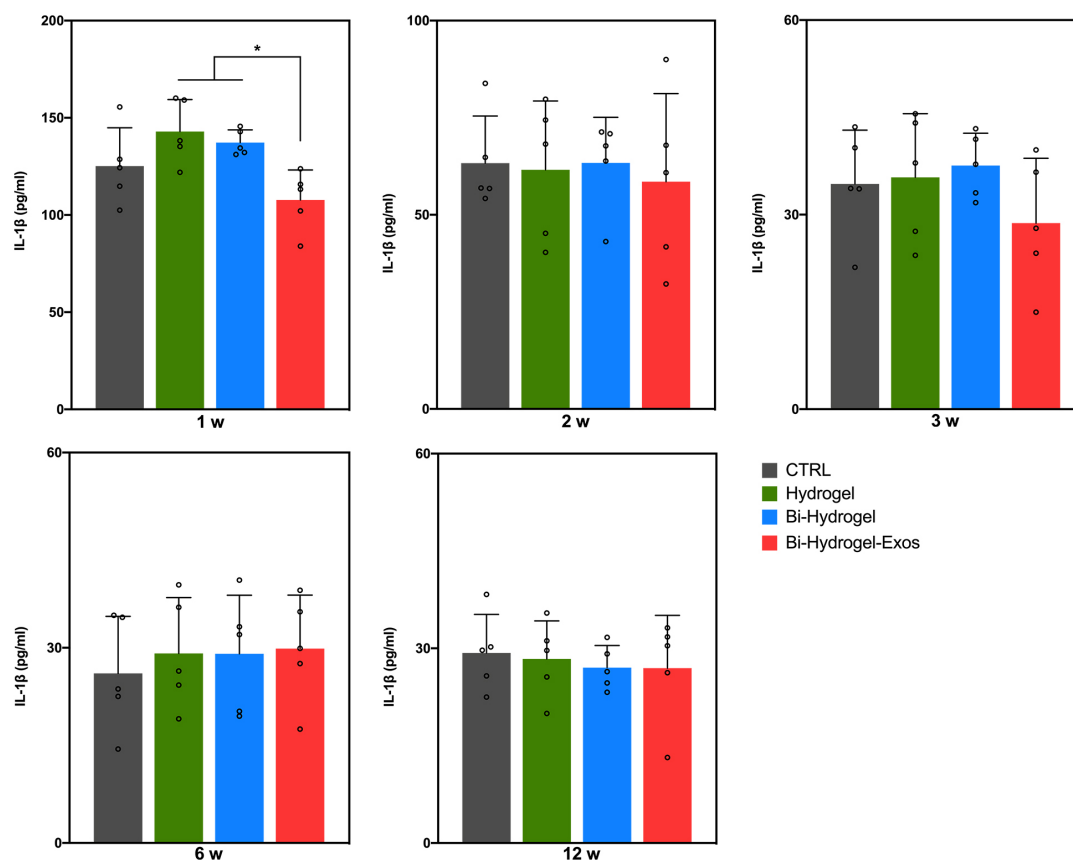 200
150
100
50
0
IL-1β (pg/ml)
*
1 w
100
50
0
IL-1β (pg/ml)
2 w
60
30
0
IL-1β (pg/ml)
3 w
60
30
0
IL-1β (pg/ml)
6 w
60
30
0
IL-1β (pg/ml)
12 w
CTRL
Hydrogel
Bi-Hydrogel
Bi-Hydrogel-Exos